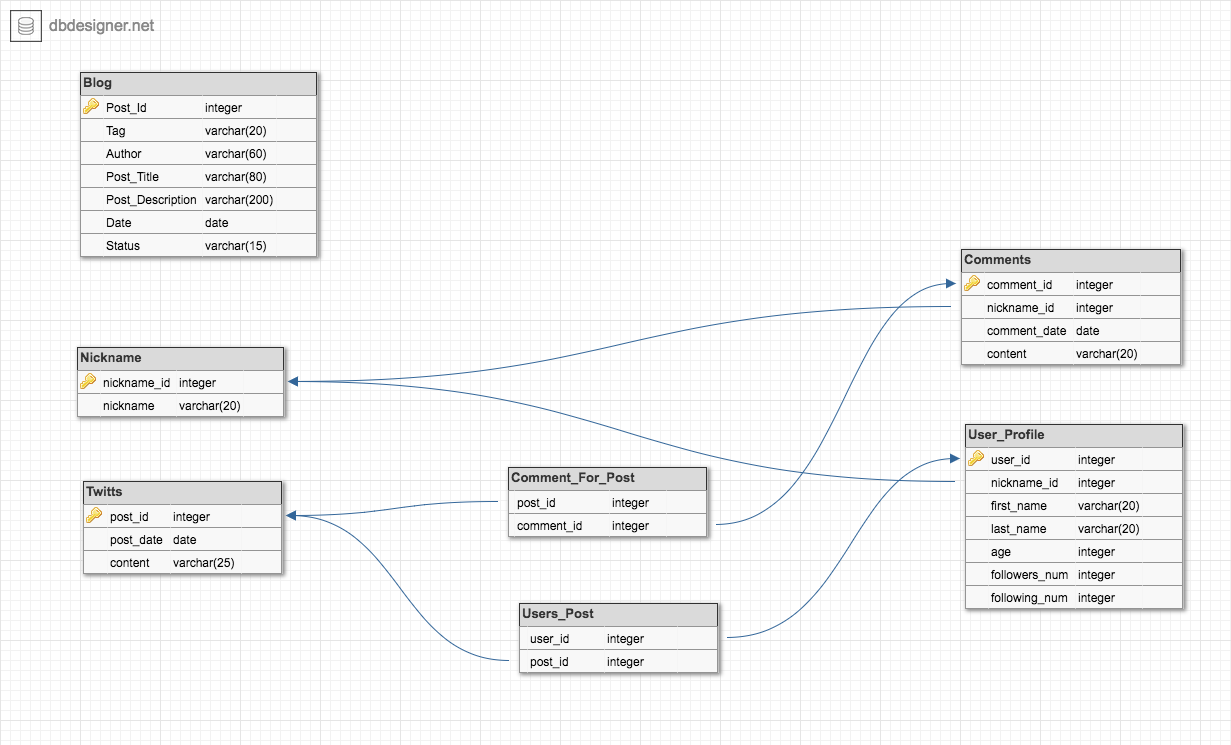 dbdesigner.net
Blog
Post_Id integer
Tag varchar(20)
Author varchar(60)
Post_Title varchar(80)
Post_Description varchar(200)
Date date
Status varchar(15)
Comments
comment_id integer
nickname_id integer
comment_date date
content varchar(20)
Nickname
nickname_id integer
nickname varchar(20)
User_Profile
user_id integer
nickname_id integer
first_name varchar(20)
last_name varchar(20)
age integer
followers_num integer
following_num integer
Comment_For_Post
post_id integer
comment_id integer
Twitts
post_id integer
post_date date
content varchar(25)
Users_Post
user_id integer
post_id integer